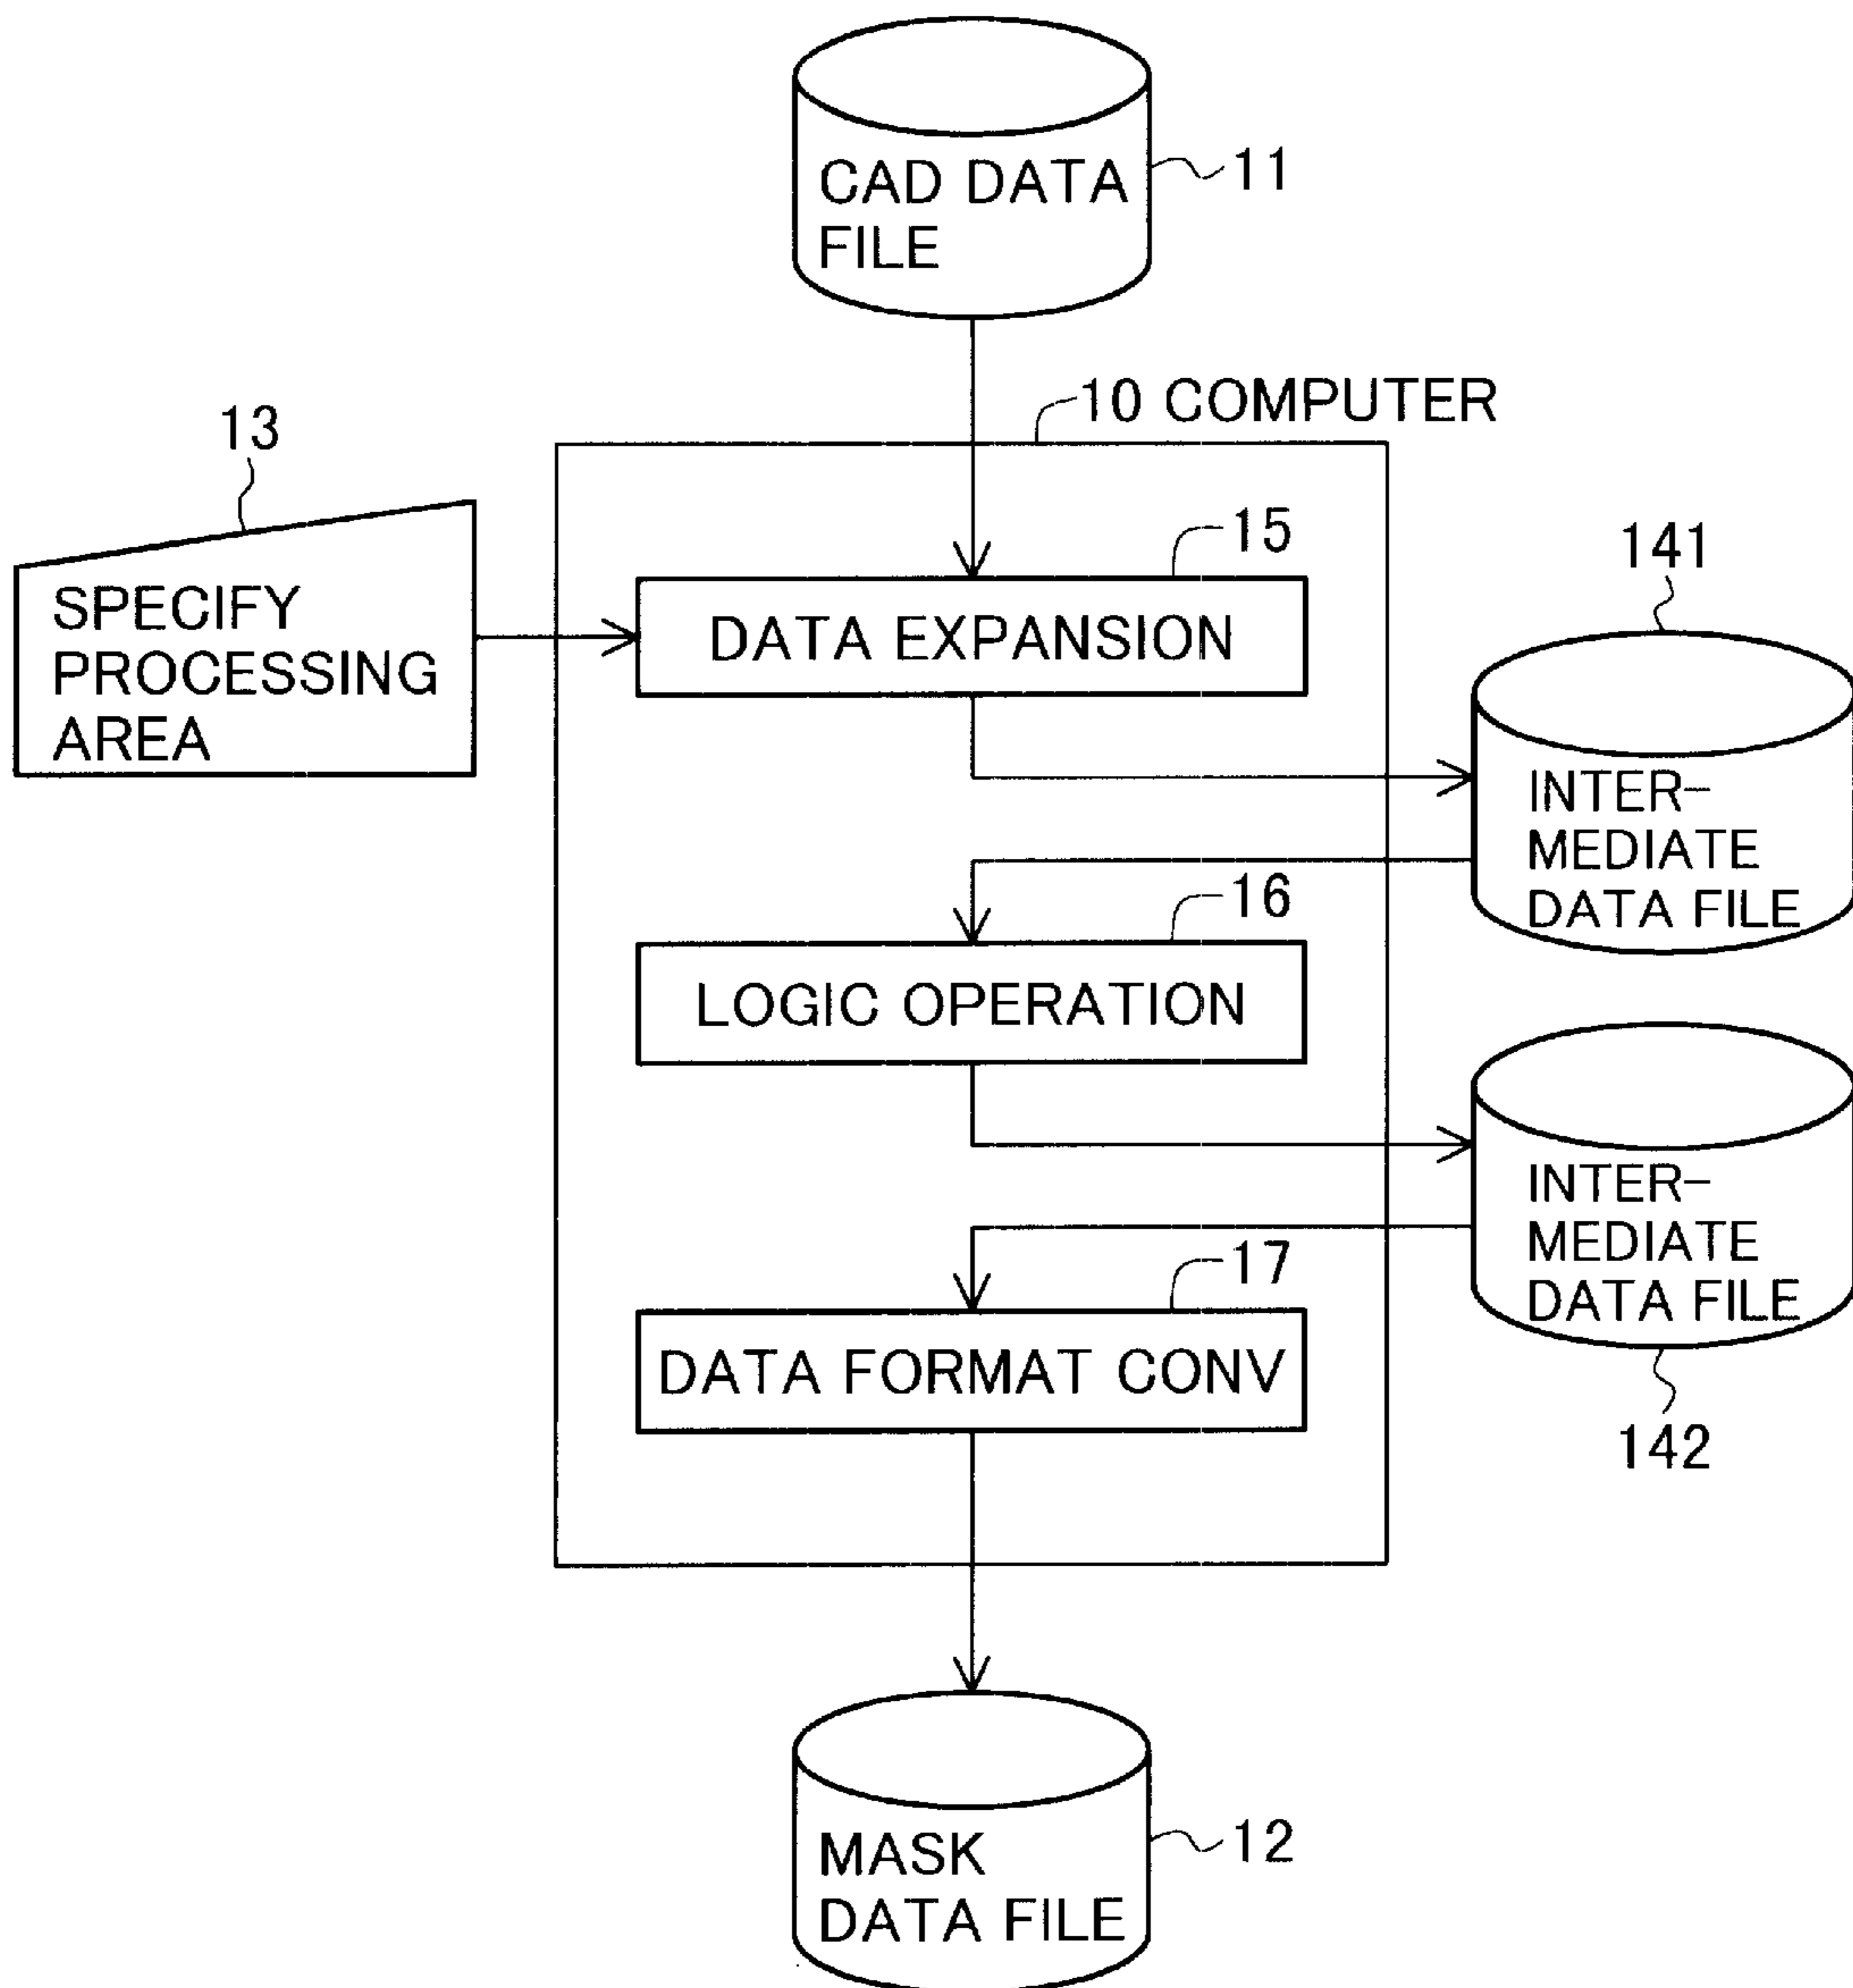 CAD DATA
FILE
11
10 COMPUTER
13
SPECIFY
PROCESSING
AREA
15
DATA EXPANSION
141
INTER-
MEDIATE
DATA FILE
16
LOGIC OPERATION
INTER-
MEDIATE
DATA FILE
142
17
DATA FORMAT CONV
12
MASK
DATA FILE